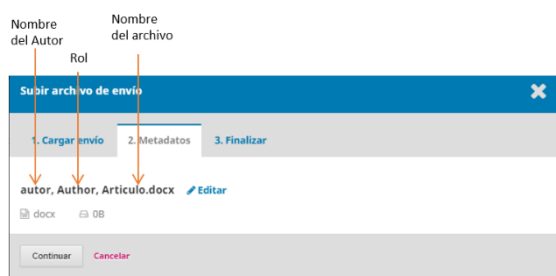 Nombre
del Autor
Rol
Nombre
del archivo
Subir archivo de envío
1. Cargar envío 2. Metadatos 3. Finalizar
autor, Author, Articulo.docx Editar
docx 0B
Continuar Cancelar